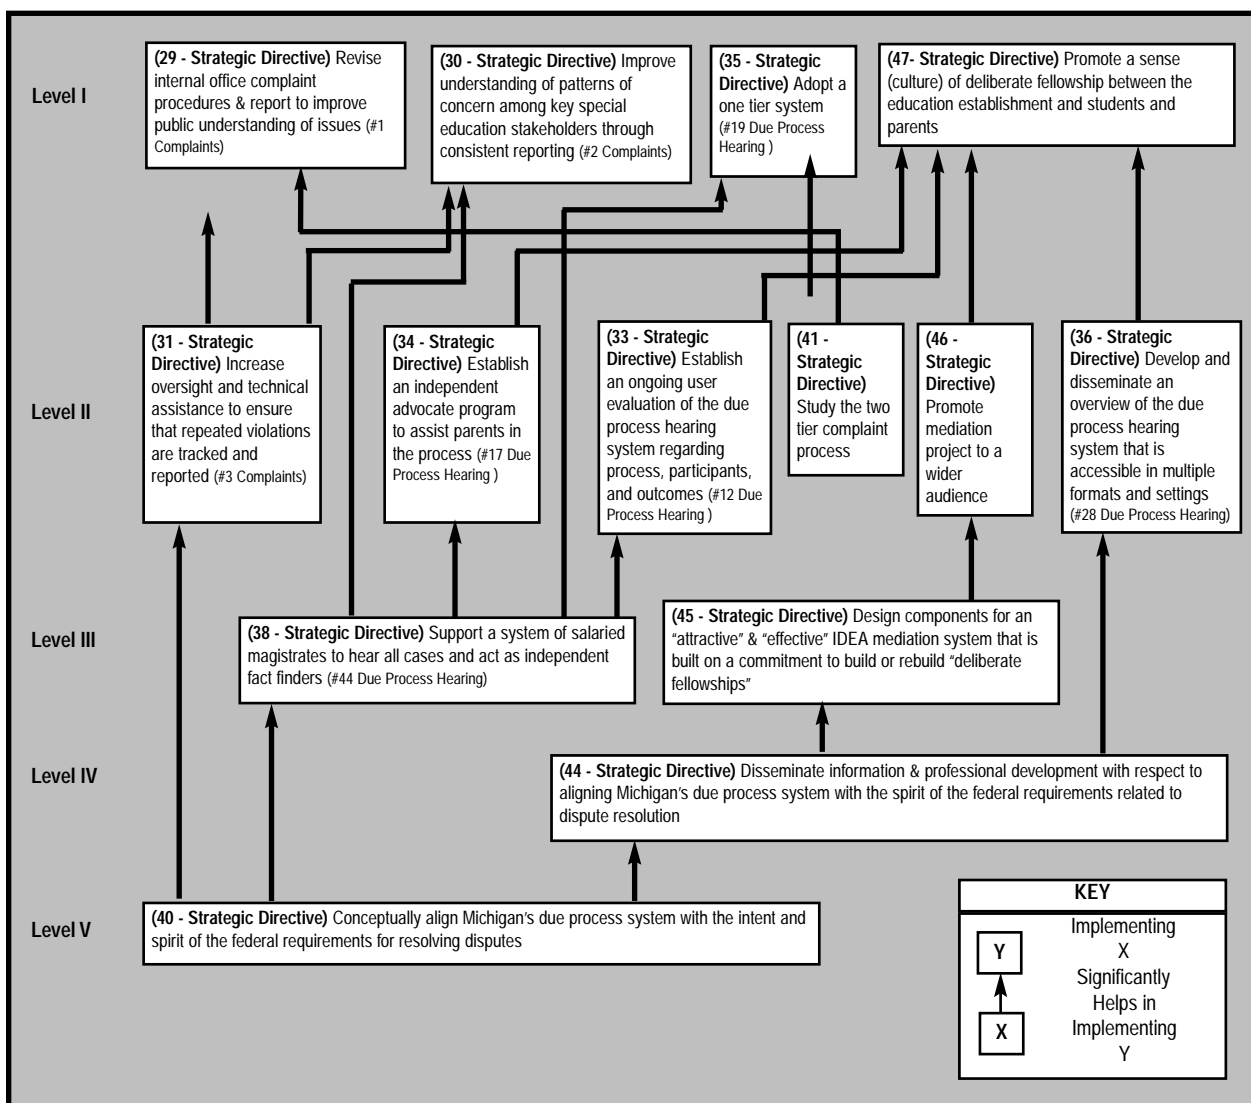 Level I
(29 - Strategic Directive) Revise
internal office complaint
procedures & report to improve
public understanding of issues (#1
Complaints)
(30 - Strategic Directive) Improve
understanding of patterns of
concern among key special
education stakeholders through
consistent reporting (#2 Complaints)
(35 - Strategic
Directive) Adopt a
one tier system
(#19 Due Process
Hearing )
(47- Strategic Directive) Promote a sense
(culture) of deliberate fellowship between the
education establishment and students and
parents
Level II
(31 - Strategic
Directive) Increase
oversight and technical
assistance to ensure
that repeated violations
are tracked and
reported (#3 Complaints)
(34 - Strategic
Directive) Establish
an independent
advocate program
to assist parents in
the process (#17 Due
Process Hearing )
(33 - Strategic
Directive) Establish
an ongoing user
evaluation of the due
process hearing
system regarding
process, participants,
and outcomes (#12 Due
Process Hearing )
(41 -
Strategic
Directive)
Study the two
tier complaint
process
(46 -
Strategic
Directive)
Promote
mediation
project to a
wider
audience
(36 - Strategic
Directive) Develop and
disseminate an
overview of the due
process hearing
system that is
accessible in multiple
formats and settings
(#28 Due Process Hearing)
Level III
(38 - Strategic Directive) Support a system of salaried
magistrates to hear all cases and act as independent
fact finders (#44 Due Process Hearing)
(45 - Strategic Directive) Design components for an
“attractive” & “effective” IDEA mediation system that is
built on a commitment to build or rebuild “deliberate
fellowships”
Level IV
(44 - Strategic Directive) Disseminate information & professional development with respect to
aligning Michigan’s due process system with the spirit of the federal requirements related to
dispute resolution
Level V
(40 - Strategic Directive) Conceptually align Michigan’s due process system with the intent and
spirit of the federal requirements for resolving disputes
KEY
Y
X
Implementing
X
Significantly
Helps in
Implementing
Y